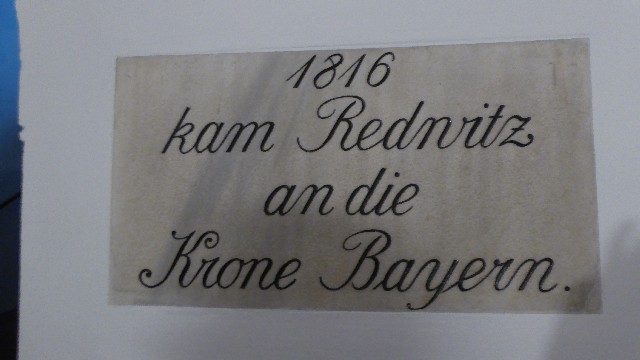 1816
kam Rednitz
an die
Krone Bayern.